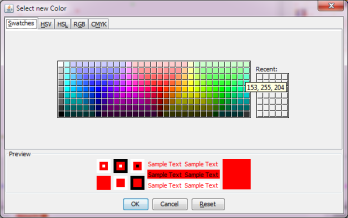 Select new Color
Swatches HSV HSL RGB CMYK
Recent:
153, 255, 204
Preview
Sample Text Sample Text
Sample Text Sample Text
Sample Text Sample Text
OK Cancel Reset